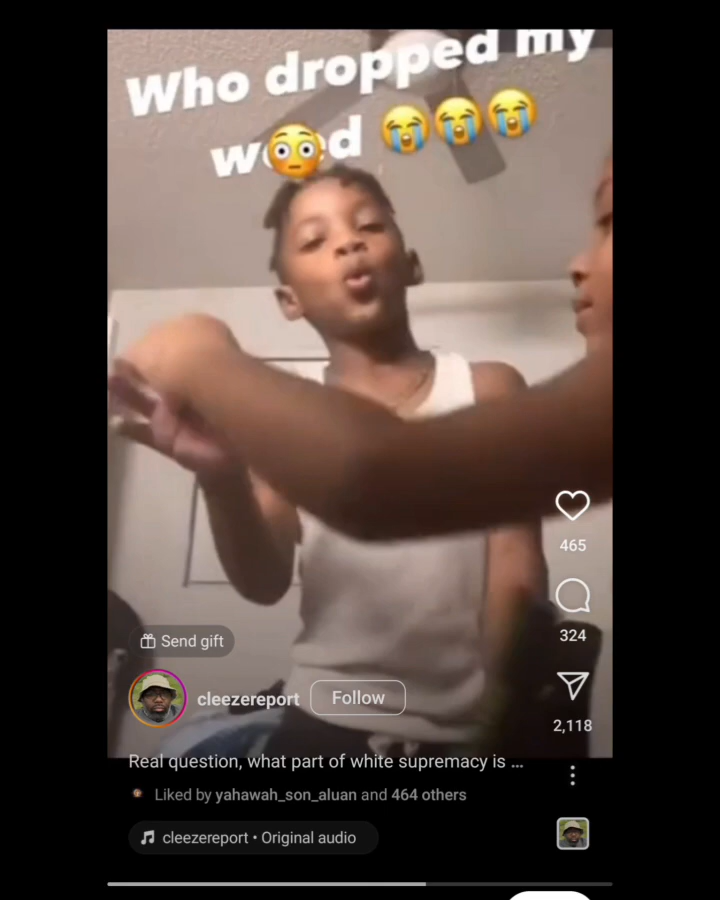 Who dropped my
w😳d 😭😭😭
465
324
Send gift
cleezereport Follow
2,118
Real question, what part of white supremacy is ...
Liked by yahawah_son_aluan and 464 others
cleezereport • Original audio